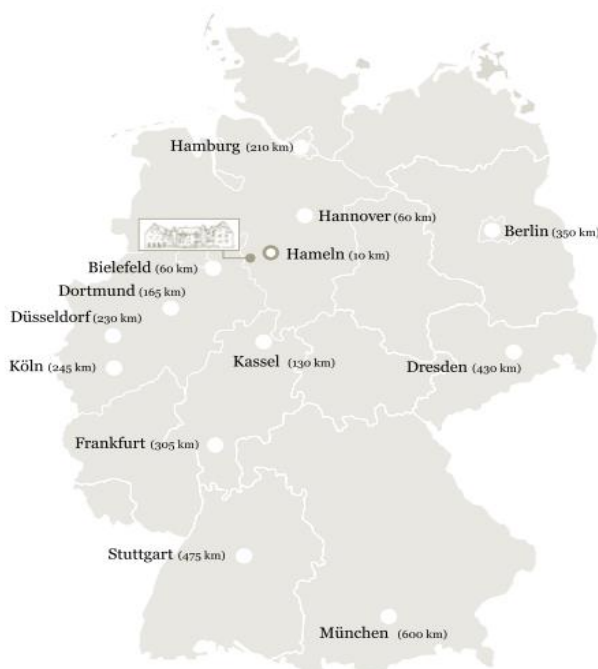 Hamburg (210 km)
Hannover (60 km)
Berlin (350 km)
Hameln (10 km)
Bielefeld (60 km)
Dortmund (165 km)
Düsseldorf (230 km)
Köln (245 km)
Kassel (130 km)
Dresden (430 km)
Frankfurt (305 km)
Stuttgart (475 km)
München (600 km)